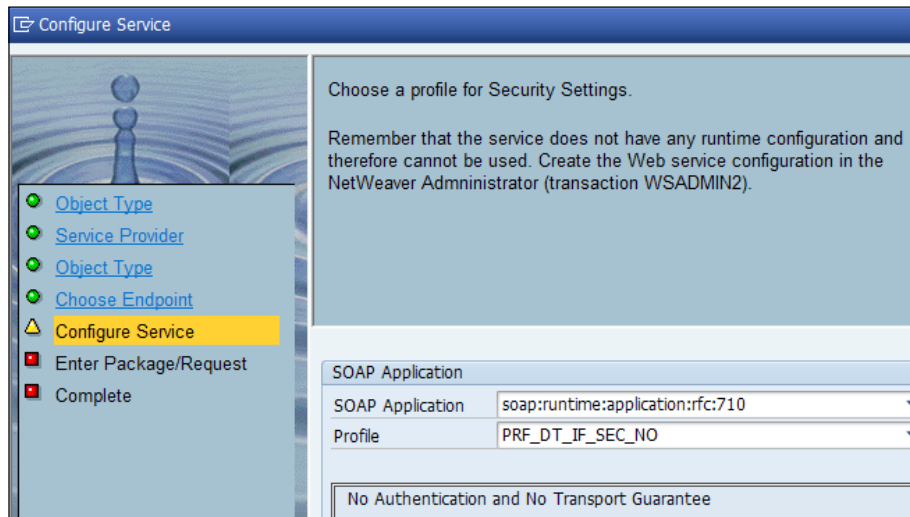 Configure Service
Choose a profile for Security Settings.
Remember that the service does not have any runtime configuration and
therefore cannot be used. Create the Web service configuration in the
NetWeaver Admninistrator (transaction WSADMIN2).
Object Type
Service Provider
Object Type
Choose Endpoint
Configure Service
Enter Package/Request
Complete
SOAP Application
SOAP Application soap:runtime:application:rfc:710
Profile PRF_DT_IF_SEC_NO
No Authentication and No Transport Guarantee